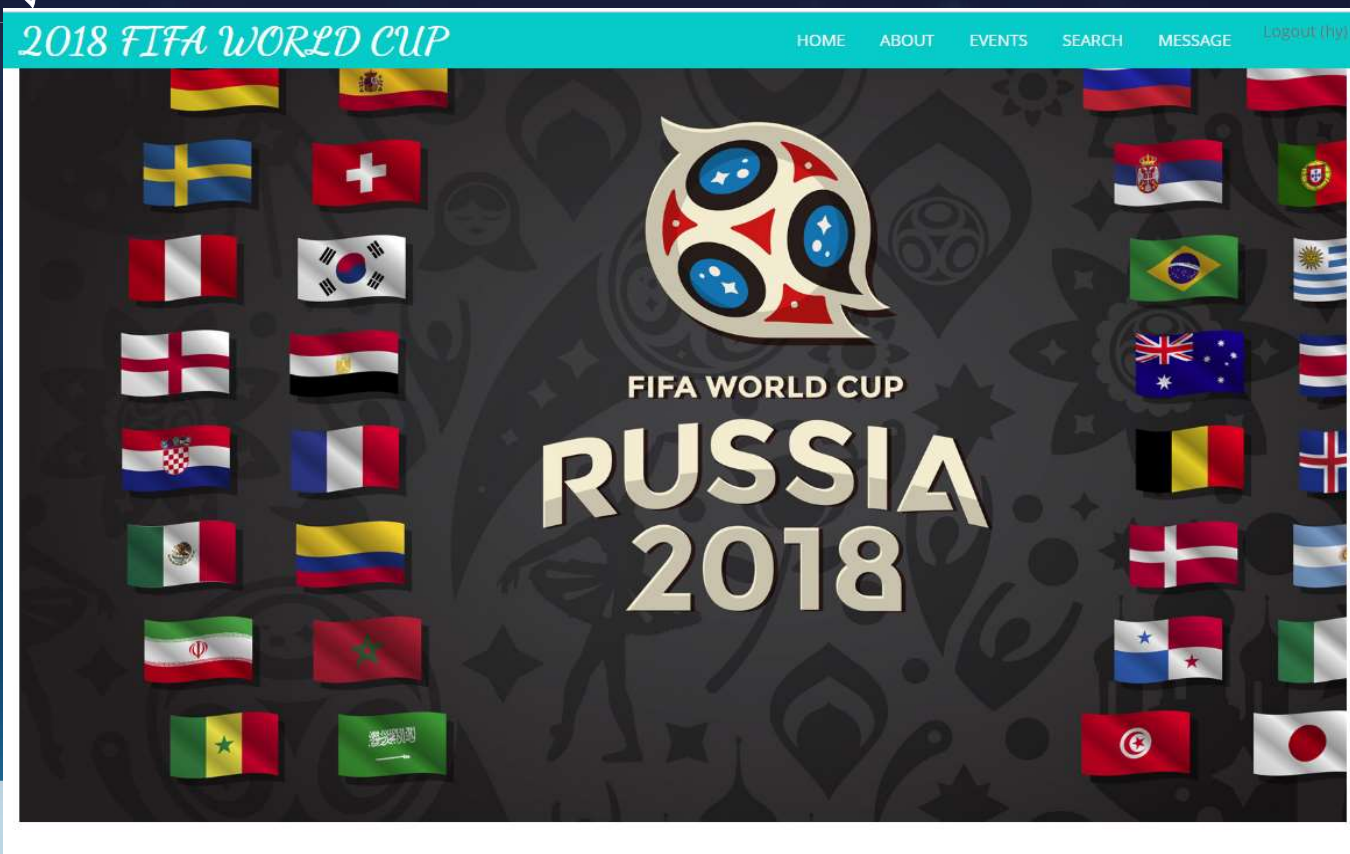 2018 FIFA WORLD CUP
HOME ABOUT EVENTS SEARCH MESSAGE Logout (hy)
FIFA WORLD CUP
RUSSIA
2018